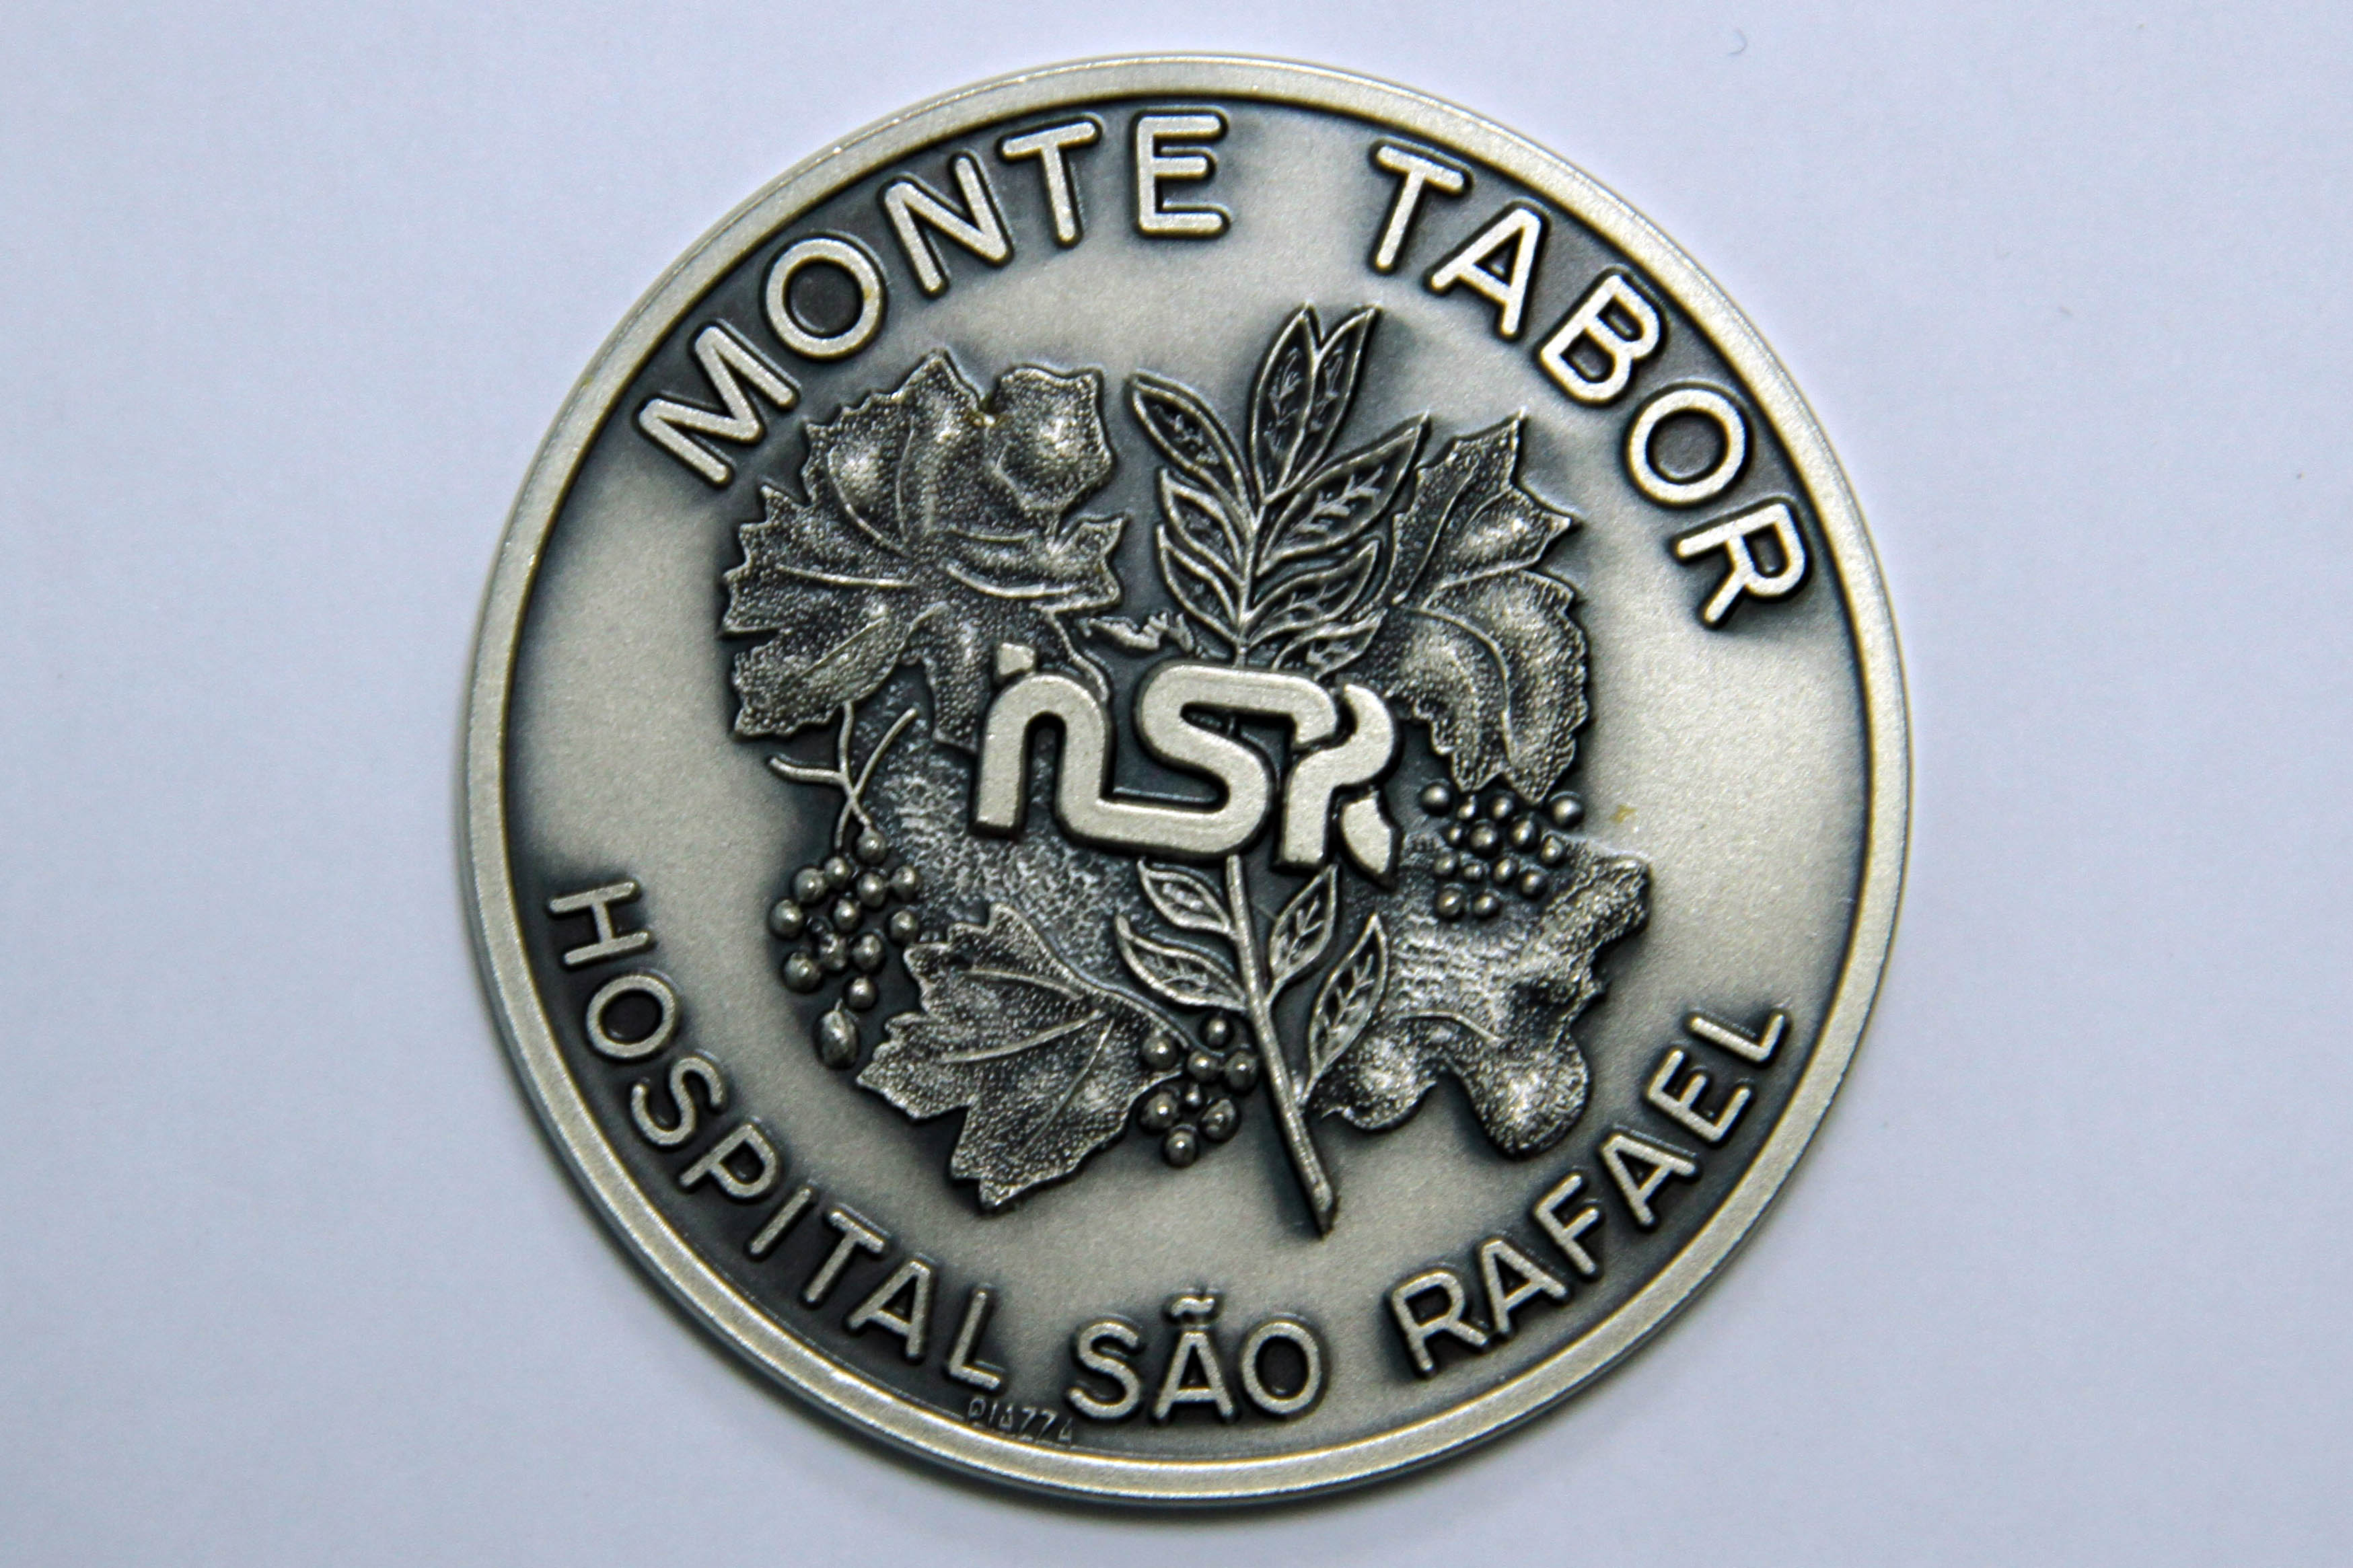 MONTE TABOR
hSR
HOSPITAL SÃO RAFAEL
PIAZZA